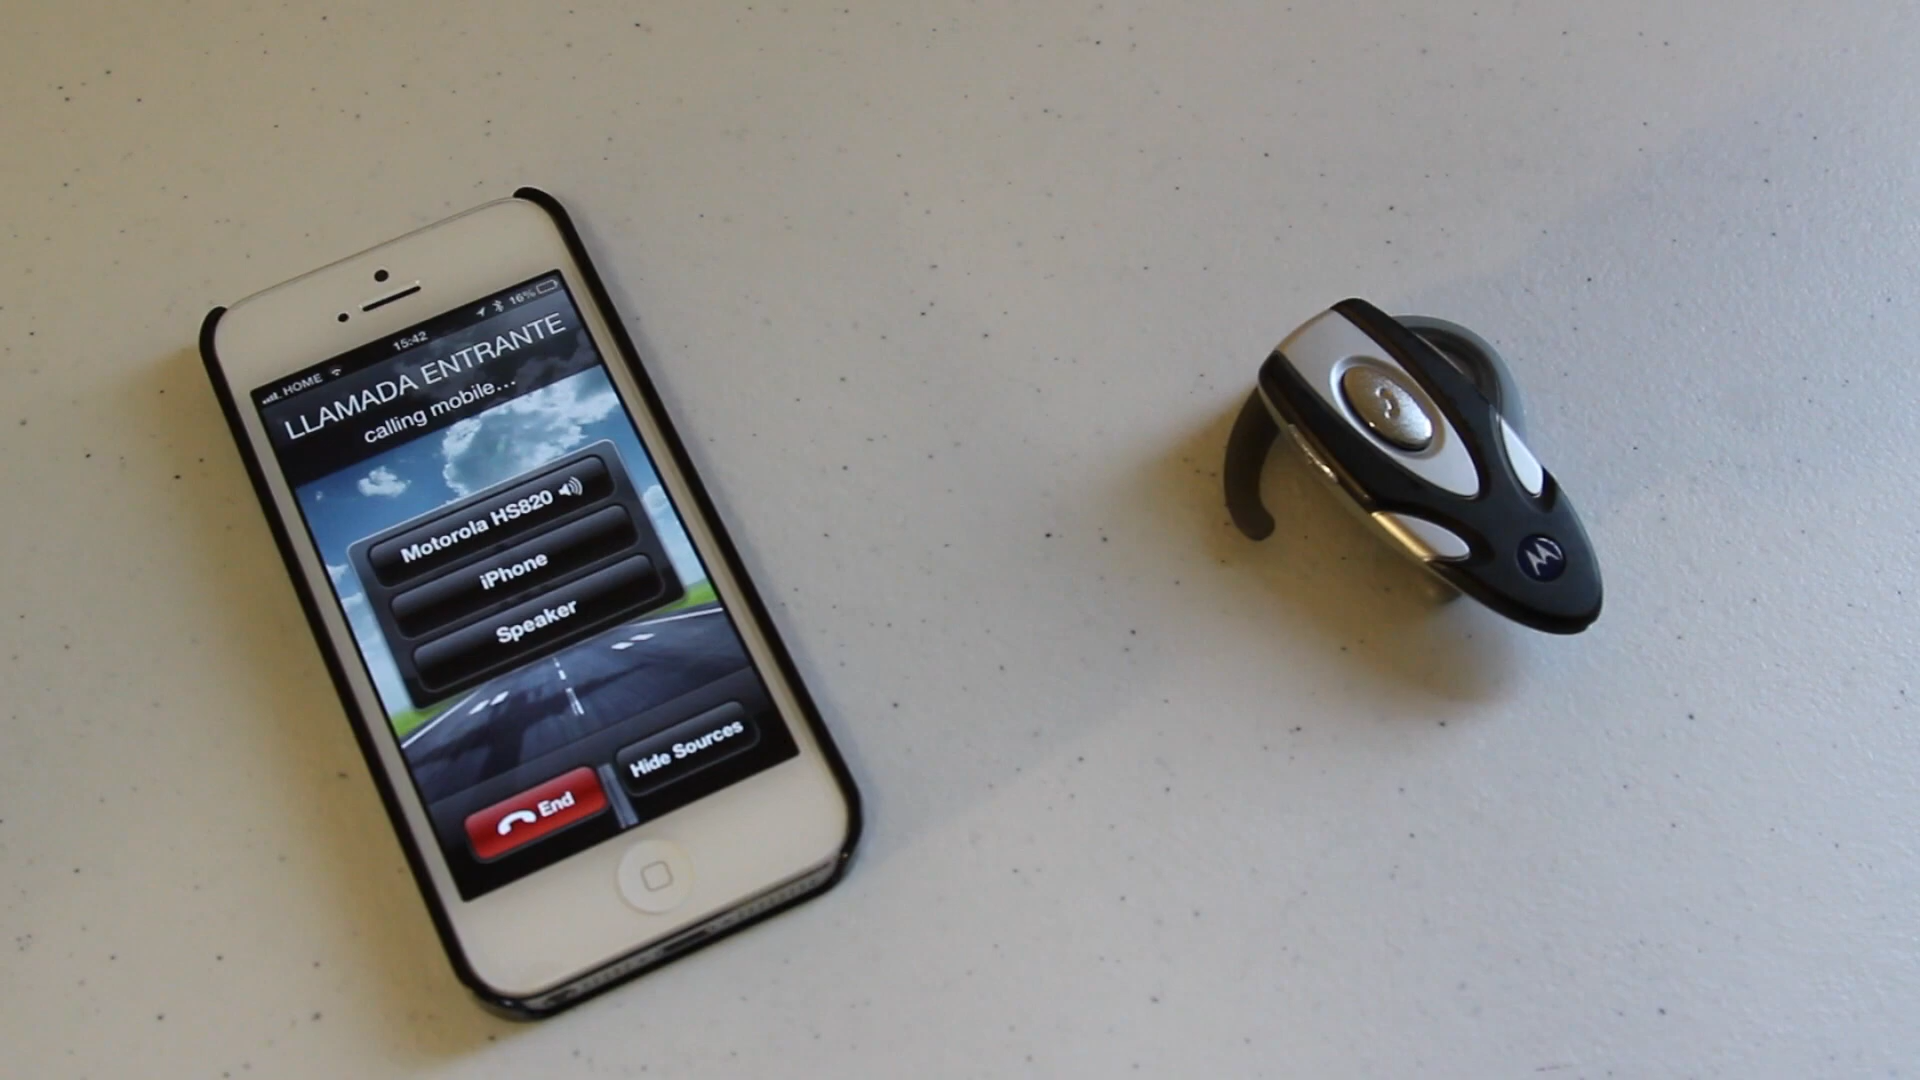 HOME 15:42 16%
LLAMADA ENTRANTE
calling mobile...
Motorola HS820
iPhone
Speaker
End Hide Sources